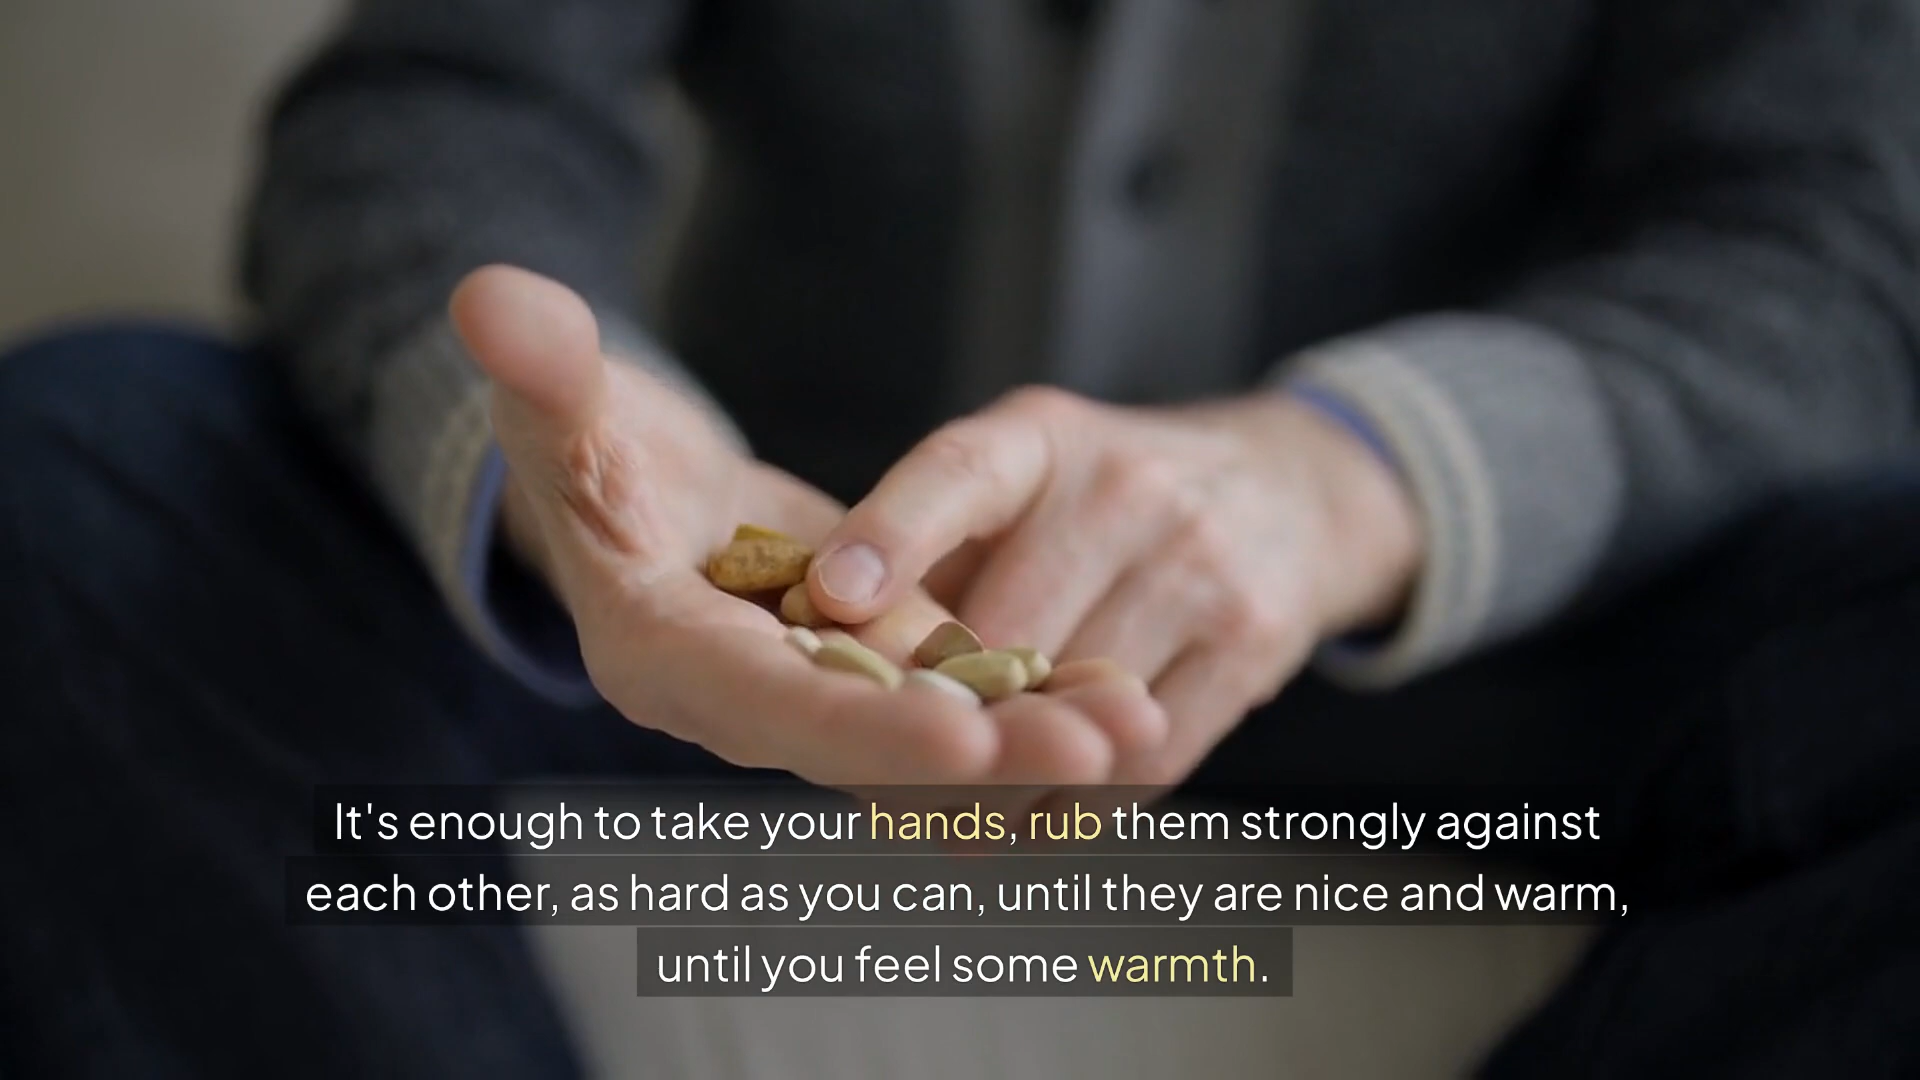 It's enough to take your hands, rub them strongly against
each other, as hard as you can, until they are nice and warm,
until you feel some warmth.